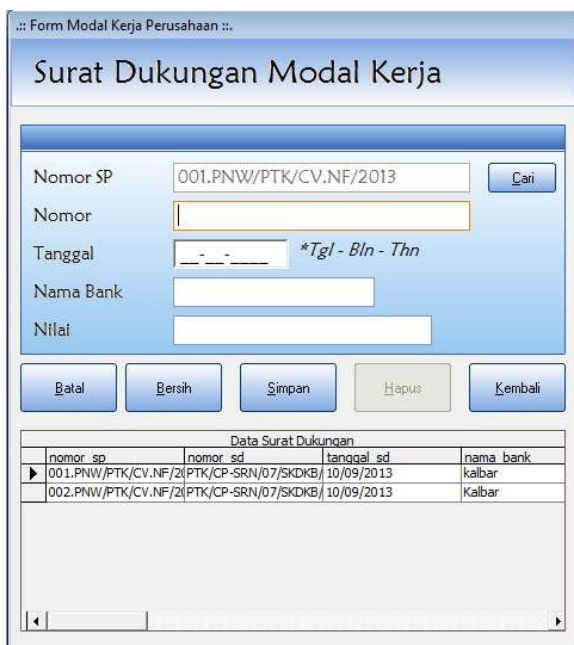 .:: Form Modal Kerja Perusahaan ::.
Surat Dukungan Modal Kerja
Nomor SP 001.PNW/PTK/CV.NF/2013 Cari
Nomor
Tanggal __-__-____ *Tgl - Bln - Thn
Nama Bank
Nilai
Batal Bersih Simpan Hapus Kembali
Data Surat Dukungan
nomor_sp nomor_sd tanggal_sd nama_bank
001.PNW/PTK/CV.NF/20 PTK/CP-SRN/07/SKDKB/ 10/09/2013 kalbar
002.PNW/PTK/CV.NF/20 PTK/CP-SRN/07/SKDKB/ 10/09/2013 Kalbar